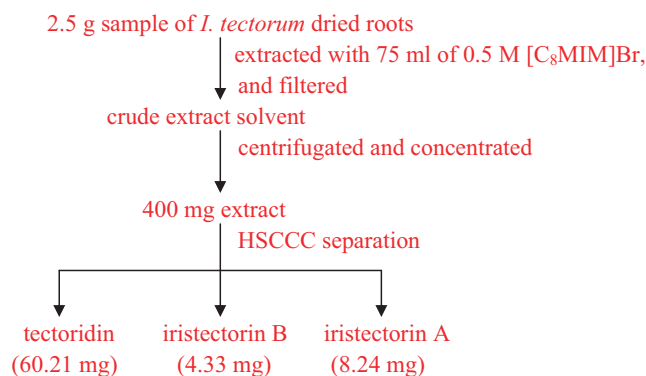 2.5 g sample of I. tectorum dried roots
extracted with 75 ml of 0.5 M [C₈MIM]Br,
and filtered
crude extract solvent
centrifugated and concentrated
400 mg extract
HSCCC separation
tectoridin
(60.21 mg)
iristectorin B
(4.33 mg)
iristectorin A
(8.24 mg)